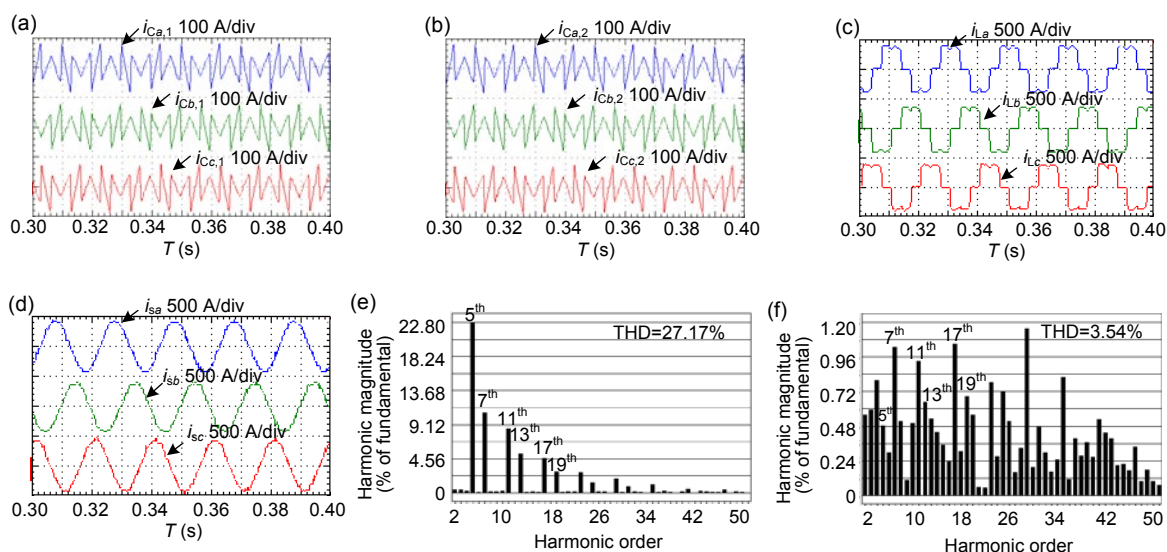 (a)
iCa,1 100 A/div
iCb,1 100 A/div
iCc,1 100 A/div
0.30 0.32 0.34 0.36 0.38 0.40
T (s)
(b)
iCa,2 100 A/div
iCb,2 100 A/div
iCc,2 100 A/div
0.30 0.32 0.34 0.36 0.38 0.40
T (s)
(c)
iLa 500 A/div
iLb 500 A/div
iLc 500 A/div
0.30 0.32 0.34 0.36 0.38 0.40
T (s)
(d)
isa 500 A/div
isb 500 A/div
isc 500 A/div
0.30 0.32 0.34 0.36 0.38 0.40
T (s)
(e)
Harmonic magnitude
(% of fundamental)
22.80
18.24
13.68
9.12
4.56
0
THD=27.17%
5th
7th
11th
13th
17th
19th
2 10 18 26 34 42 50
Harmonic order
(f)
Harmonic magnitude
(% of fundamental)
1.20
0.96
0.72
0.48
0.24
0
THD=3.54%
5th
7th
11th
13th
17th
19th
2 10 18 26 34 42 50
Harmonic order